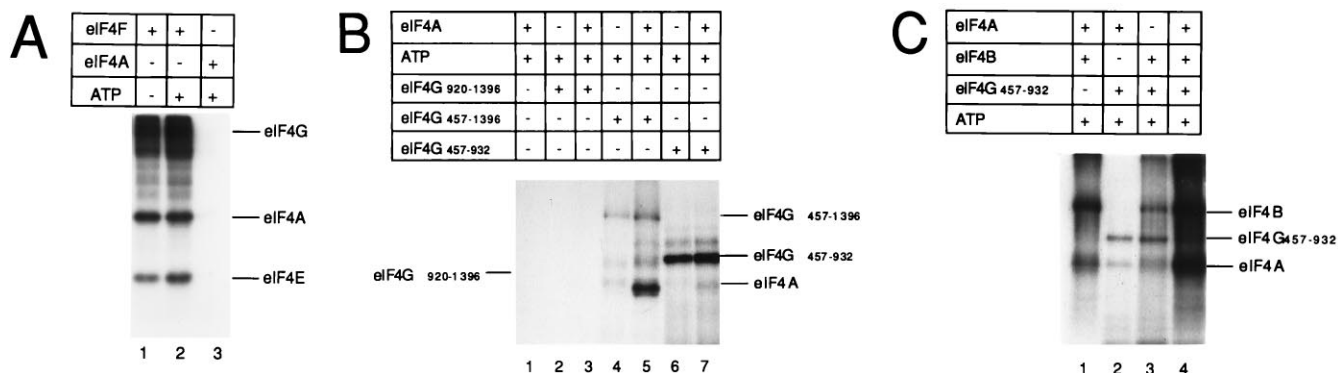 A
eIF4F + + -
eIF4A - - +
ATP - + +
eIF4G
eIF4A
eIF4E
1 2 3
B
eIF4A + - + - + - +
ATP + + + + + + +
eIF4G 920-1396 - + + - - - -
eIF4G 457-1396 - - - + + - -
eIF4G 457-932 - - - - - + +
eIF4G 457-1396
eIF4G 457-932
eIF4G 920-1396
eIF4A
1 2 3 4 5 6 7
C
eIF4A + + - +
eIF4B + - + +
eIF4G 457-932 - + + +
ATP + + + +
eIF4B
eIF4G457-932
eIF4A
1 2 3 4